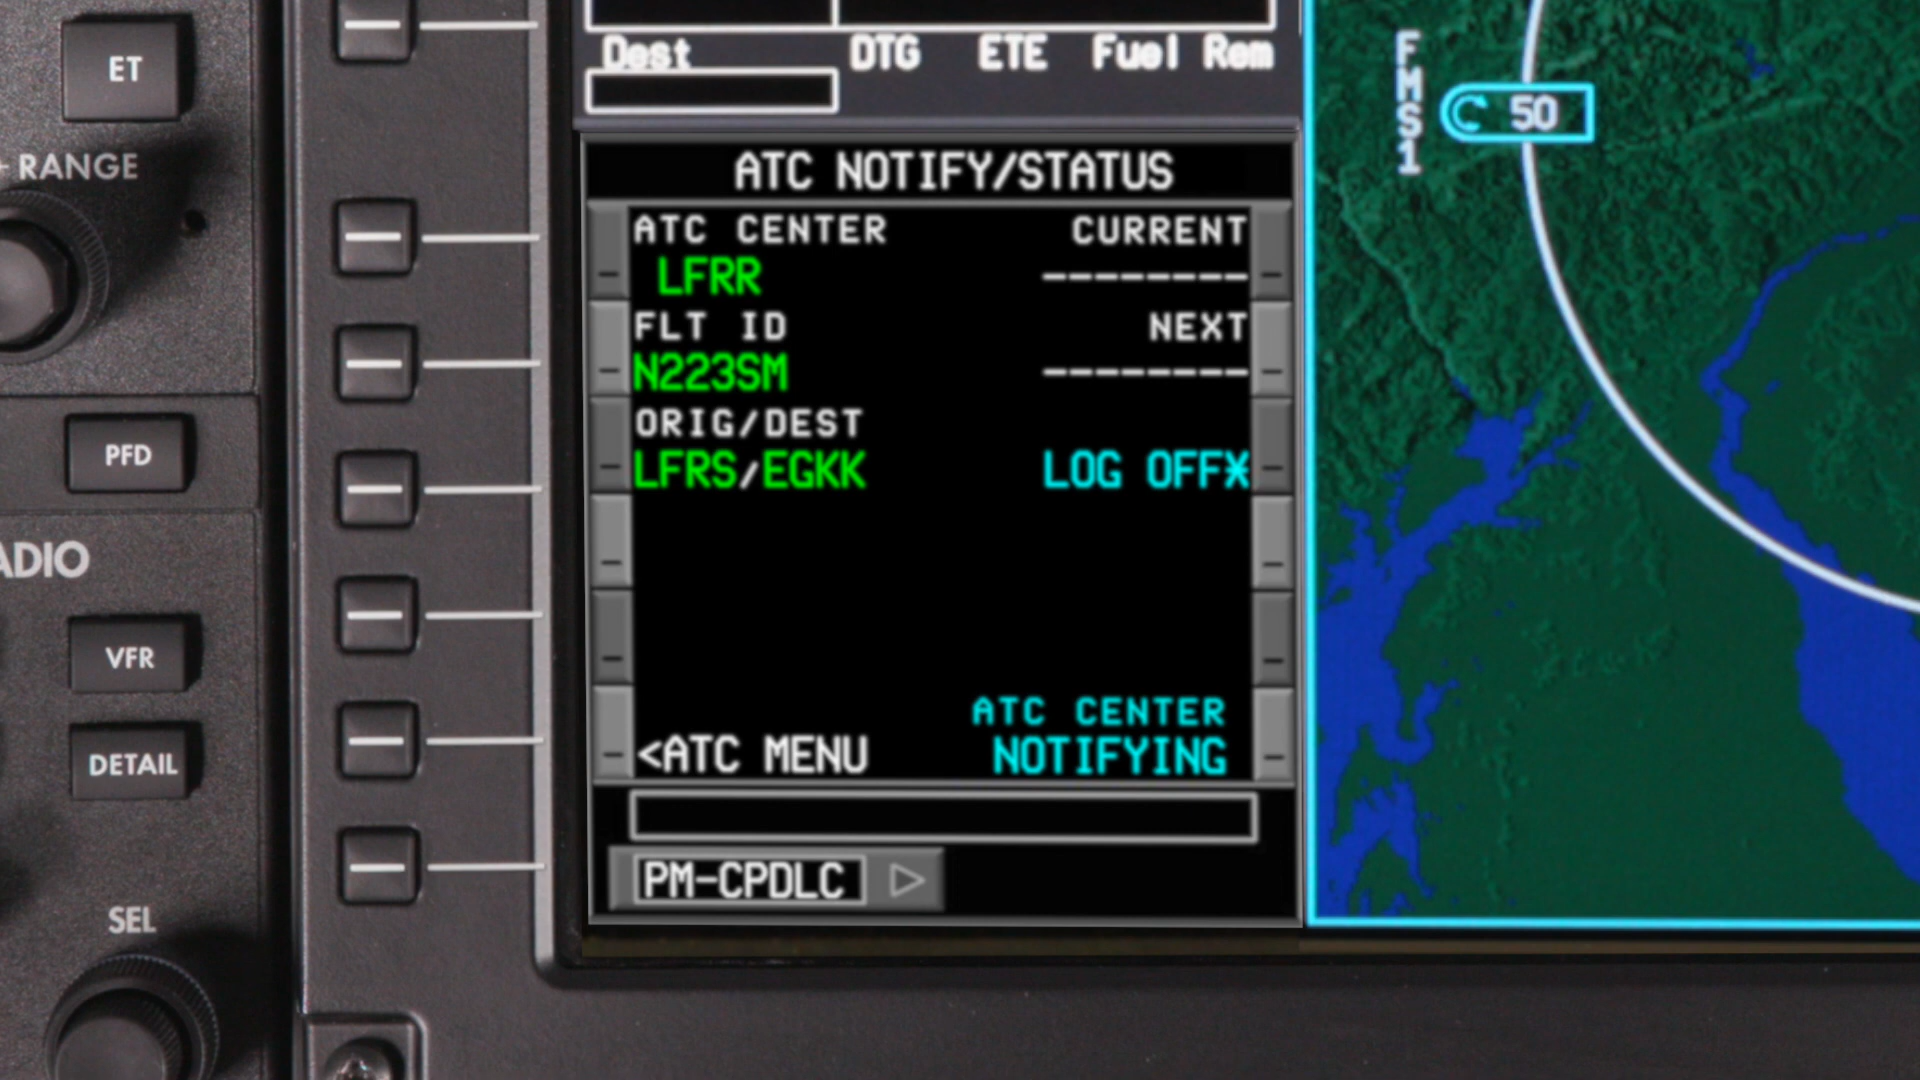 ET
- RANGE
PFD
VFR
DETAIL
SEL
Dest DTG ETE Fuel Rem
ATC NOTIFY/STATUS
ATC CENTER CURRENT
LFRR --------
FLT ID NEXT
N223SM --------
ORIG/DEST
LFRS/EGKK LOG OFF
ATC CENTER
<ATC MENU NOTIFYING
PM-CPDLC
FMS1
50